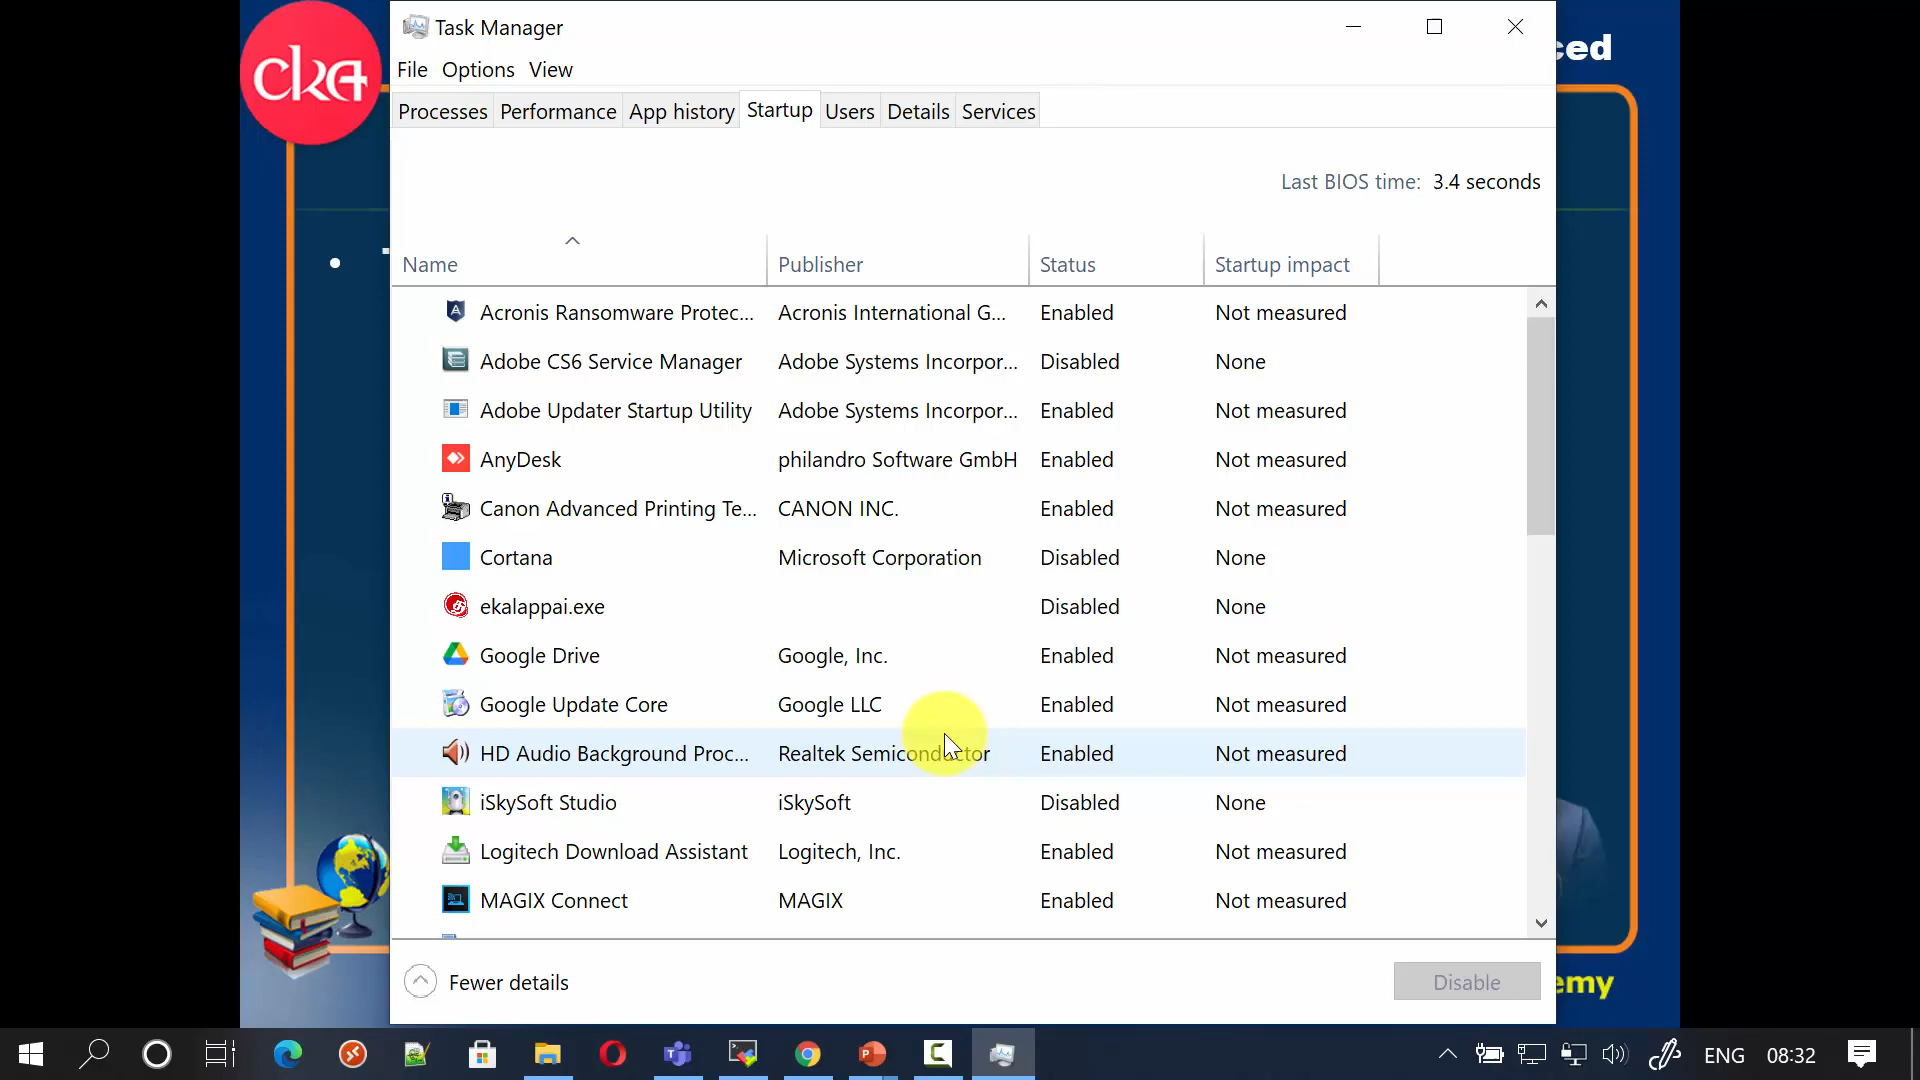 cka
Task Manager
ced
File Options View
Processes Performance App history Startup Users Details Services
Last BIOS time: 3.4 seconds
Name Publisher Status Startup impact
Acronis Ransomware Protec... Acronis International G... Enabled Not measured
Adobe CS6 Service Manager Adobe Systems Incorpor... Disabled None
Adobe Updater Startup Utility Adobe Systems Incorpor... Enabled Not measured
AnyDesk philandro Software GmbH Enabled Not measured
Canon Advanced Printing Te... CANON INC. Enabled Not measured
Cortana Microsoft Corporation Disabled None
ekalappai.exe Disabled None
Google Drive Google, Inc. Enabled Not measured
Google Update Core Google LLC Enabled Not measured
HD Audio Background Proc... Realtek Semiconductor Enabled Not measured
iSkySoft Studio iSkySoft Disabled None
Logitech Download Assistant Logitech, Inc. Enabled Not measured
MAGIX Connect MAGIX Enabled Not measured
Fewer details Disable
emy
ENG 08:32